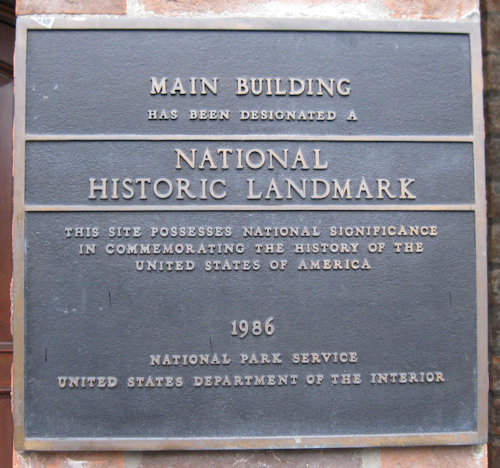 MAIN BUILDING
HAS BEEN DESIGNATED A
NATIONAL
HISTORIC LANDMARK
THIS SITE POSSESSES NATIONAL SIGNIFICANCE
IN COMMEMORATING THE HISTORY OF THE
UNITED STATES OF AMERICA
1986
NATIONAL PARK SERVICE
UNITED STATES DEPARTMENT OF THE INTERIOR